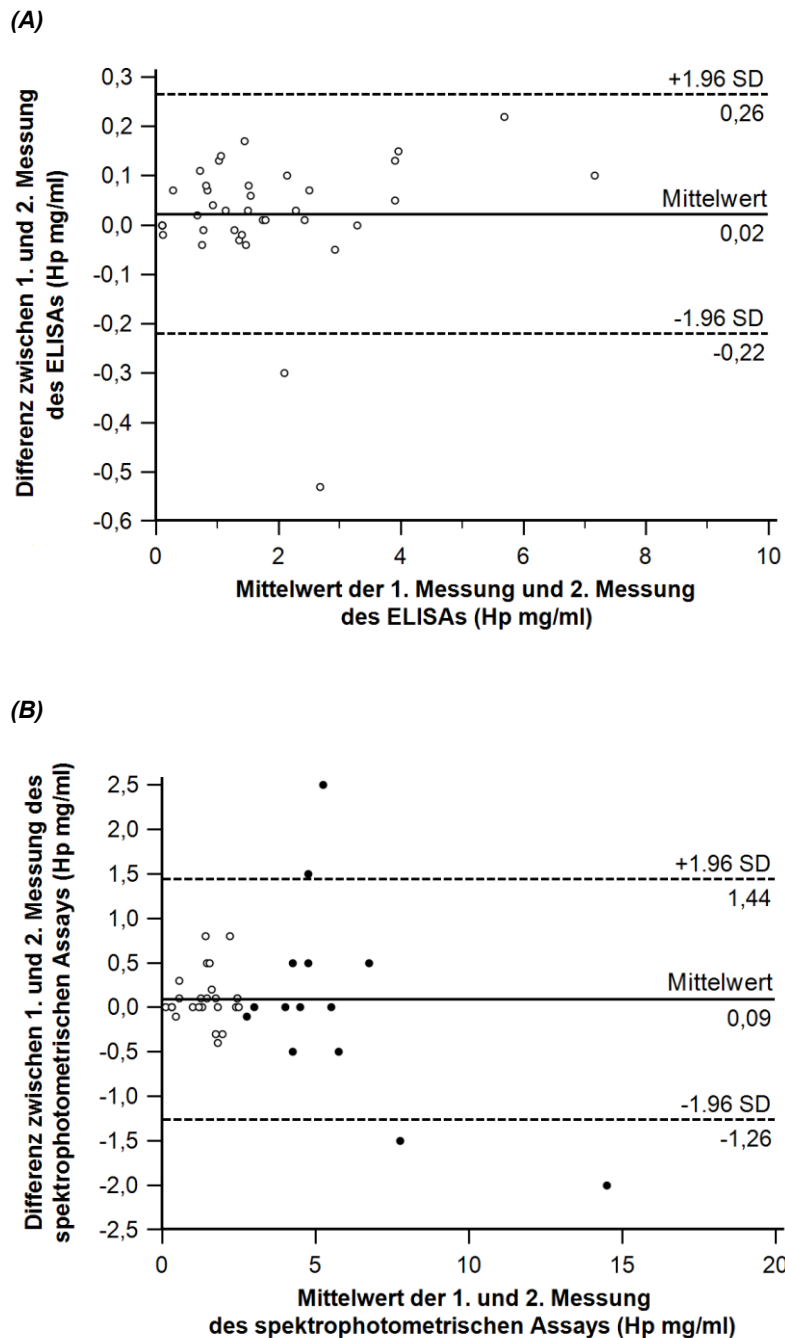 (A)
0,3
0,2
0,1
0,0
-0,1
-0,2
-0,3
-0,4
-0,5
-0,6
Differenz zwischen 1. und 2. Messung
des ELISAs (Hp mg/ml)
+1.96 SD
0,26
Mittelwert
0,02
-1.96 SD
-0,22
0 2 4 6 8 10
Mittelwert der 1. Messung und 2. Messung
des ELISAs (Hp mg/ml)
(B)
2,5
2,0
1,5
1,0
0,5
0,0
-0,5
-1,0
-1,5
-2,0
-2,5
Differenz zwischen 1. und 2. Messung des
spektrophotometrischen Assays (Hp mg/ml)
+1.96 SD
1,44
Mittelwert
0,09
-1.96 SD
-1,26
0 5 10 15 20
Mittelwert der 1. und 2. Messung
des spektrophotometrischen Assays (Hp mg/ml)